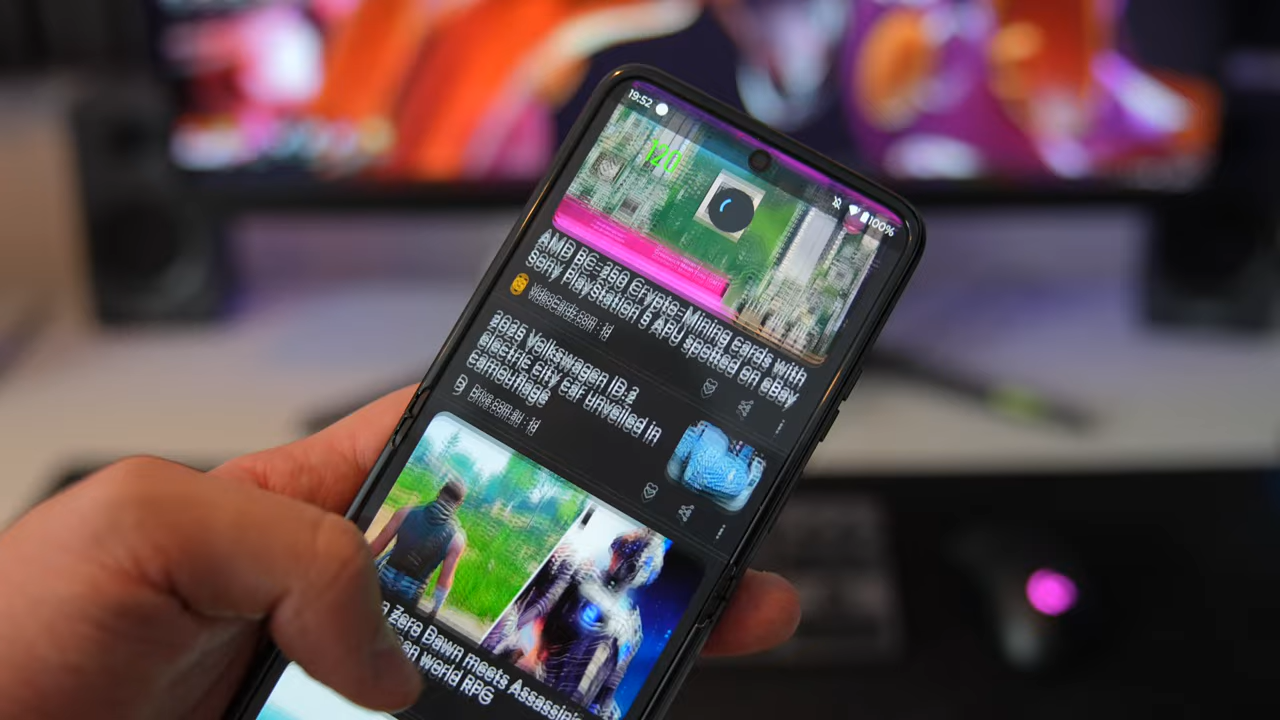 19:52
100%
120
AMD BC-250 Crypto-Mining cards with
Sony PlayStation 5 APU spotted on eBay
VideoCardz.com · 1d
2025 Volkswagen ID.2
electric city car unveiled in
camouflage
Drive.com.au · 1d
Zero Dawn meets Assassin
world RPG